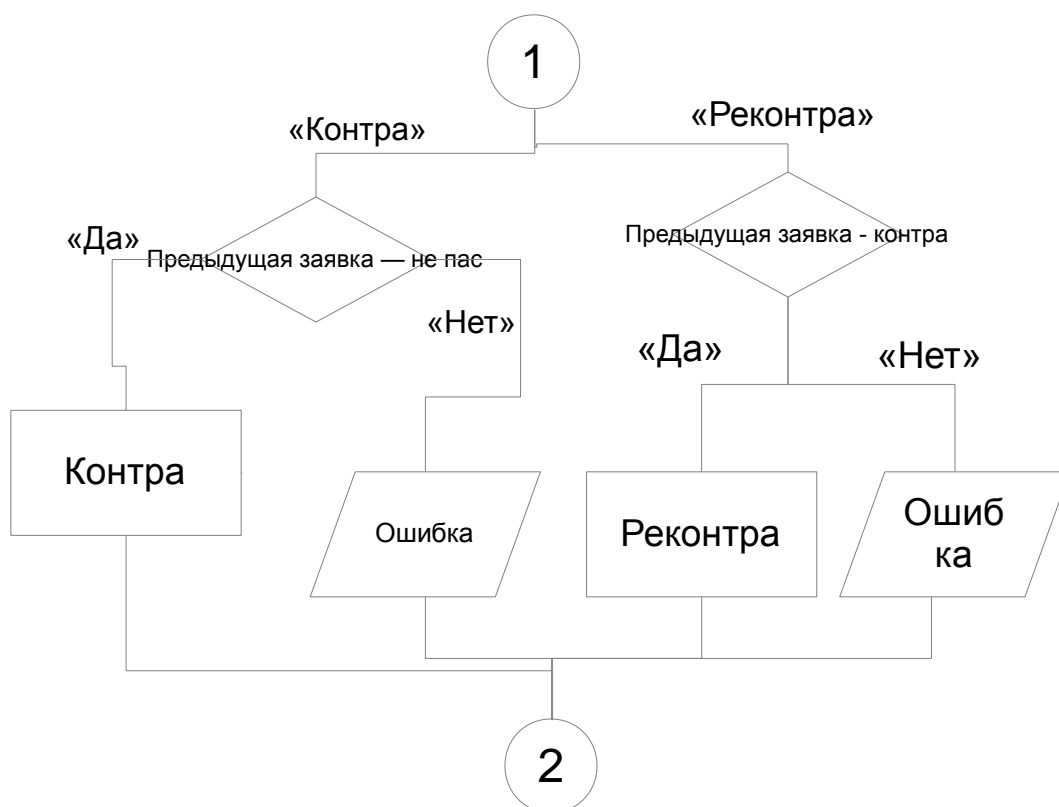 1
«Контра»
«Реконтра»
«Да»
Предыдущая заявка — не пас
Предыдущая заявка - контра
«Нет»
«Да»
«Нет»
Контра
Ошибка
Реконтра
Ошиб
ка
2